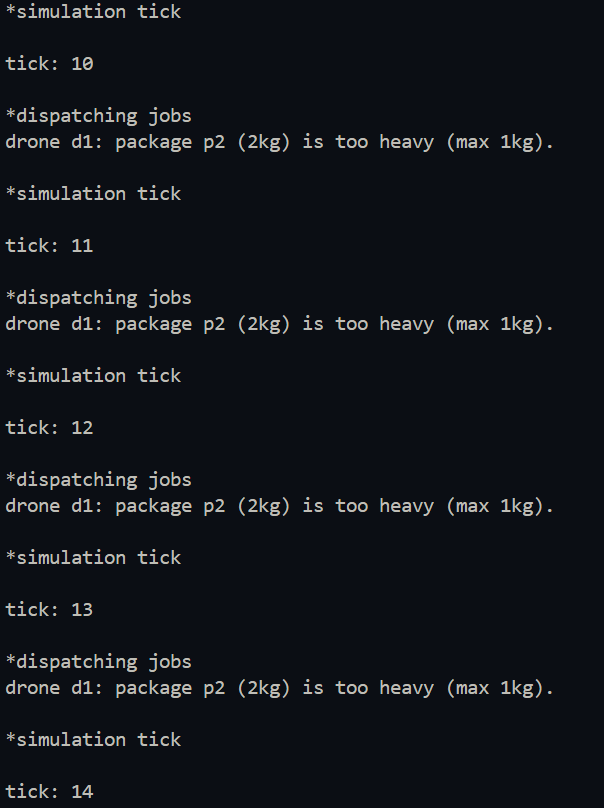 *simulation tick
tick: 10
*dispatching jobs
drone d1: package p2 (2kg) is too heavy (max 1kg).
*simulation tick
tick: 11
*dispatching jobs
drone d1: package p2 (2kg) is too heavy (max 1kg).
*simulation tick
tick: 12
*dispatching jobs
drone d1: package p2 (2kg) is too heavy (max 1kg).
*simulation tick
tick: 13
*dispatching jobs
drone d1: package p2 (2kg) is too heavy (max 1kg).
*simulation tick
tick: 14